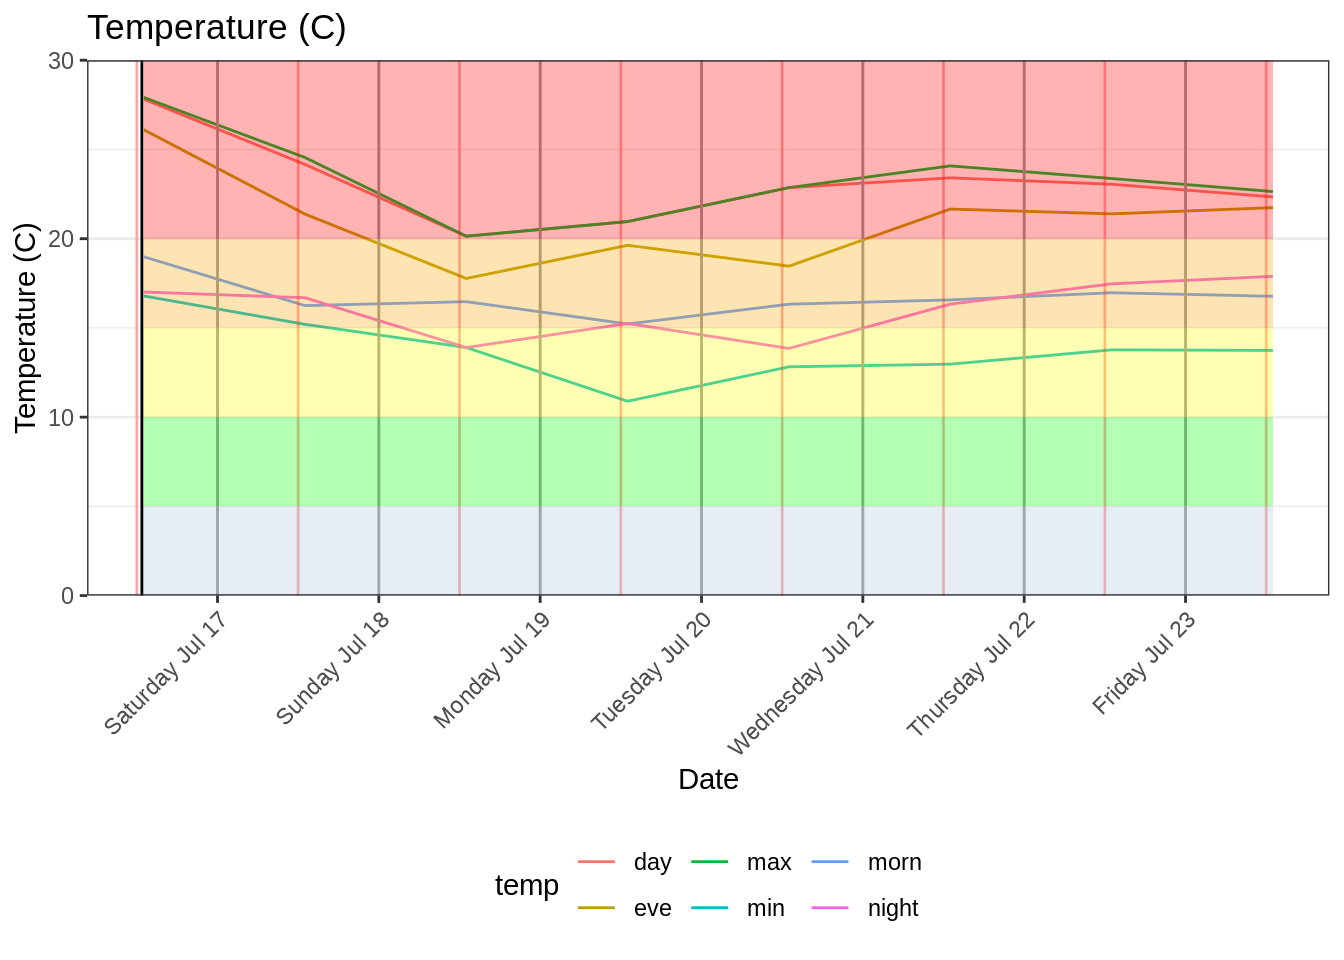 Temperature (C)
30
20
10
0
Temperature (C)
Saturday Jul 17
Sunday Jul 18
Monday Jul 19
Tuesday Jul 20
Wednesday Jul 21
Thursday Jul 22
Friday Jul 23
Date
temp
day max morn
eve min night